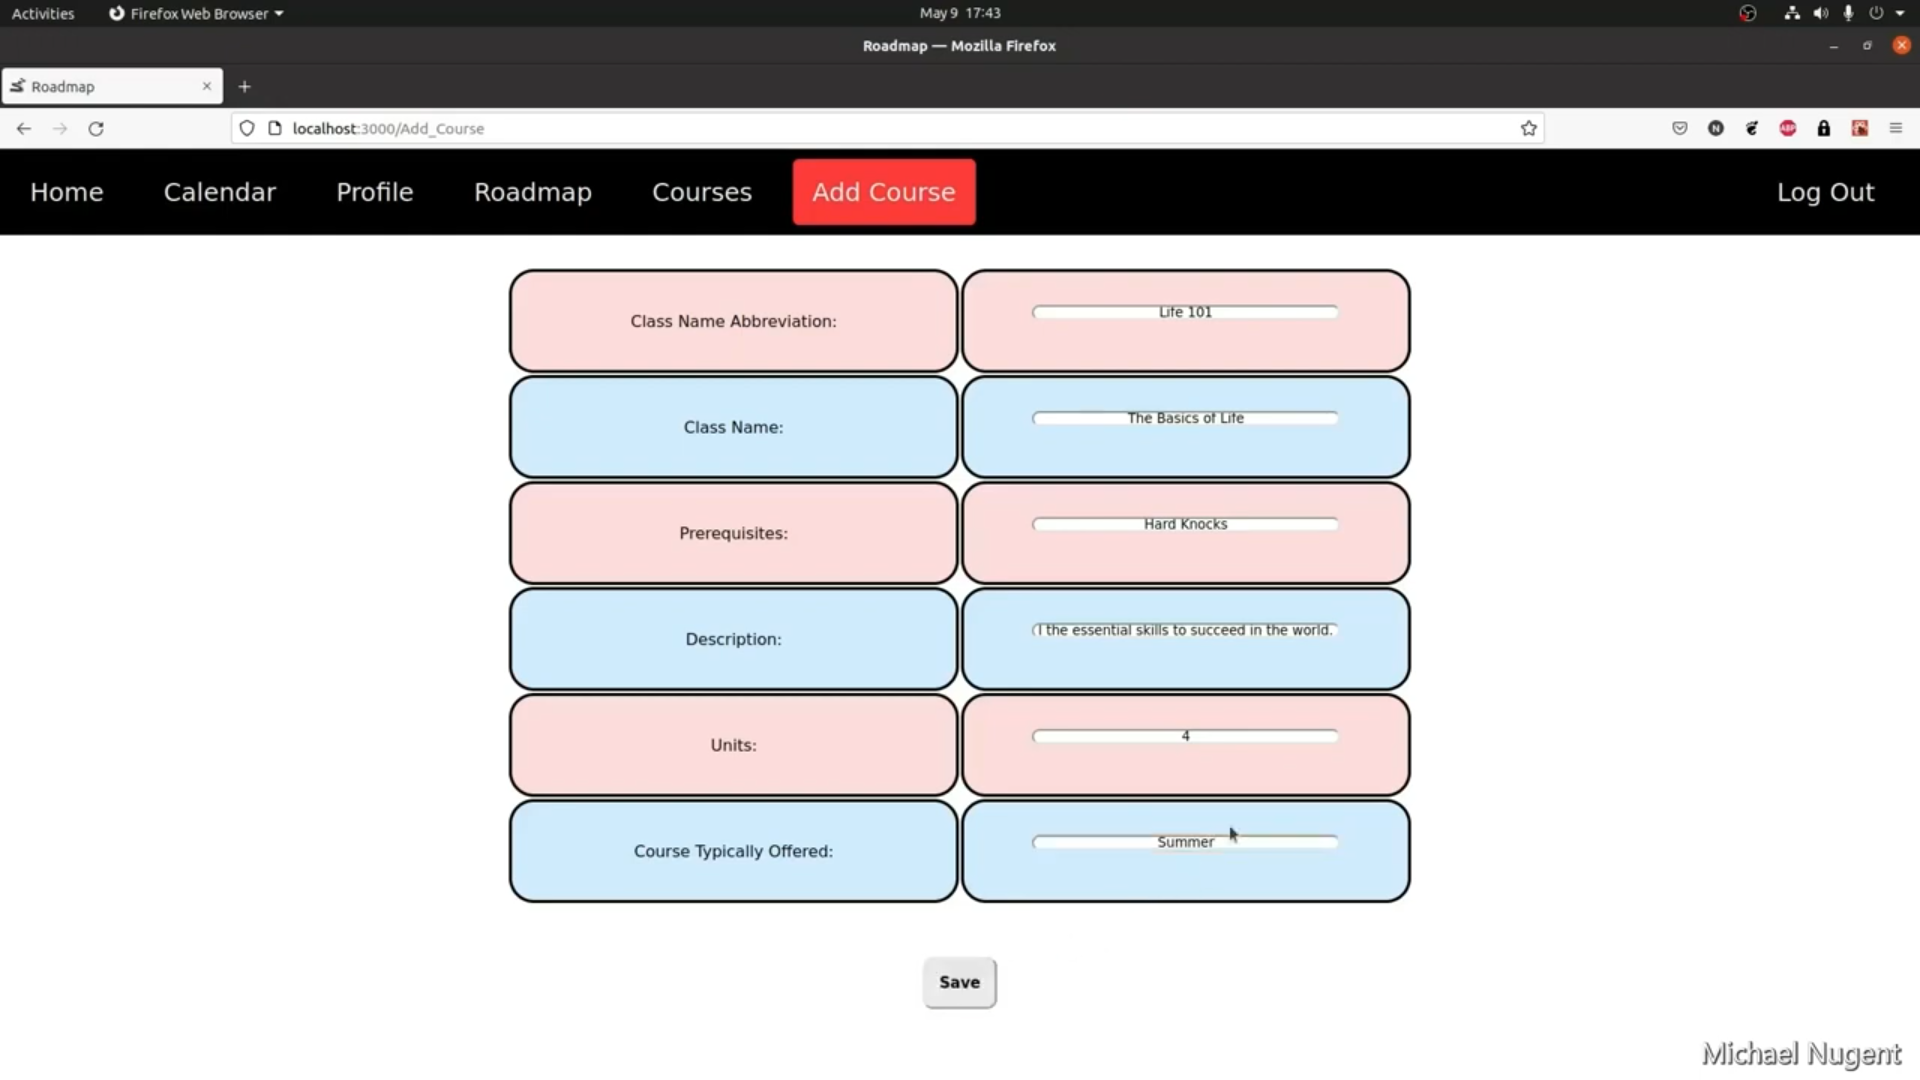 Activities
Firefox Web Browser
May 9 17:43
Roadmap — Mozilla Firefox
Roadmap
localhost:3000/Add_Course
N
ABP
Home
Calendar
Profile
Roadmap
Courses
Add Course
Log Out
Class Name Abbreviation:
Life 101
Class Name:
The Basics of Life
Prerequisites:
Hard Knocks
Description:
l the essential skills to succeed in the world.
Units:
4
Course Typically Offered:
Summer
Save
Michael Nugent